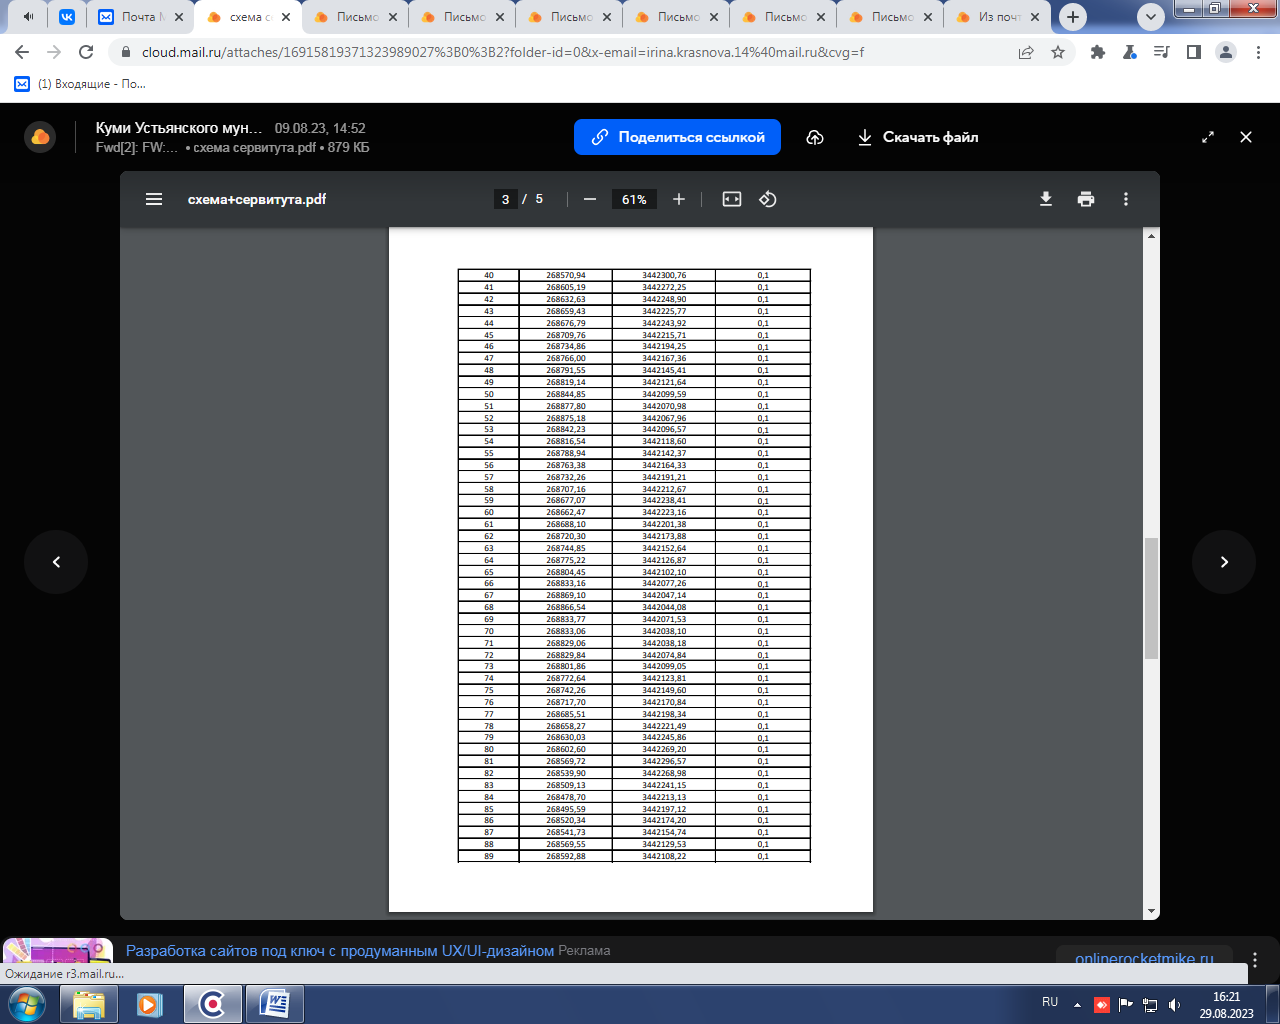 Почта М
схема се
Письмо
Письмо
Письмо
Письмо
Письмо
Письмо
Из почт
cloud.mail.ru/attaches/16915819371323989027%3B0%3B2?folder-id=0&x-email=irina.krasnova.14%40mail.ru&cvg=f
(1) Входящие - По...
Куми Устьянского мун... 09.08.23, 14:52
Fwd[2]: FW:... • схема сервитута.pdf • 879 КБ
Поделиться ссылкой
Скачать файл
схема+сервитута.pdf
3 / 5
61%
40 268570,94 3442300,76 0,1
41 268605,19 3442272,25 0,1
42 268632,63 3442248,90 0,1
43 268659,43 3442225,77 0,1
44 268676,79 3442243,92 0,1
45 268709,76 3442215,71 0,1
46 268734,86 3442194,25 0,1
47 268766,00 3442167,36 0,1
48 268791,55 3442145,41 0,1
49 268819,14 3442121,64 0,1
50 268844,85 3442099,59 0,1
51 268877,80 3442070,98 0,1
52 268875,18 3442067,96 0,1
53 268842,23 3442096,57 0,1
54 268816,54 3442118,60 0,1
55 268788,94 3442142,37 0,1
56 268763,38 3442164,33 0,1
57 268732,26 3442191,21 0,1
58 268707,16 3442212,67 0,1
59 268677,07 3442238,41 0,1
60 268662,47 3442223,16 0,1
61 268688,10 3442201,38 0,1
62 268720,30 3442173,88 0,1
63 268744,85 3442152,64 0,1
64 268775,22 3442126,87 0,1
65 268804,45 3442102,10 0,1
66 268833,16 3442077,26 0,1
67 268869,10 3442047,14 0,1
68 268866,54 3442044,08 0,1
69 268833,77 3442071,53 0,1
70 268833,06 3442038,10 0,1
71 268829,06 3442038,18 0,1
72 268829,84 3442074,84 0,1
73 268801,86 3442099,05 0,1
74 268772,64 3442123,81 0,1
75 268742,26 3442149,60 0,1
76 268717,70 3442170,84 0,1
77 268685,51 3442198,34 0,1
78 268658,27 3442221,49 0,1
79 268630,03 3442245,86 0,1
80 268602,60 3442269,20 0,1
81 268569,72 3442296,57 0,1
82 268539,90 3442268,98 0,1
83 268509,13 3442241,15 0,1
84 268478,70 3442213,13 0,1
85 268495,59 3442197,12 0,1
86 268520,34 3442174,20 0,1
87 268541,73 3442154,74 0,1
88 268569,55 3442129,53 0,1
89 268592,88 3442108,22 0,1
Разработка сайтов под ключ с продуманным UX/UI-дизайном Реклама
onlinerocketmike.ru
Ожидание r3.mail.ru...
RU
16:21
29.08.2023